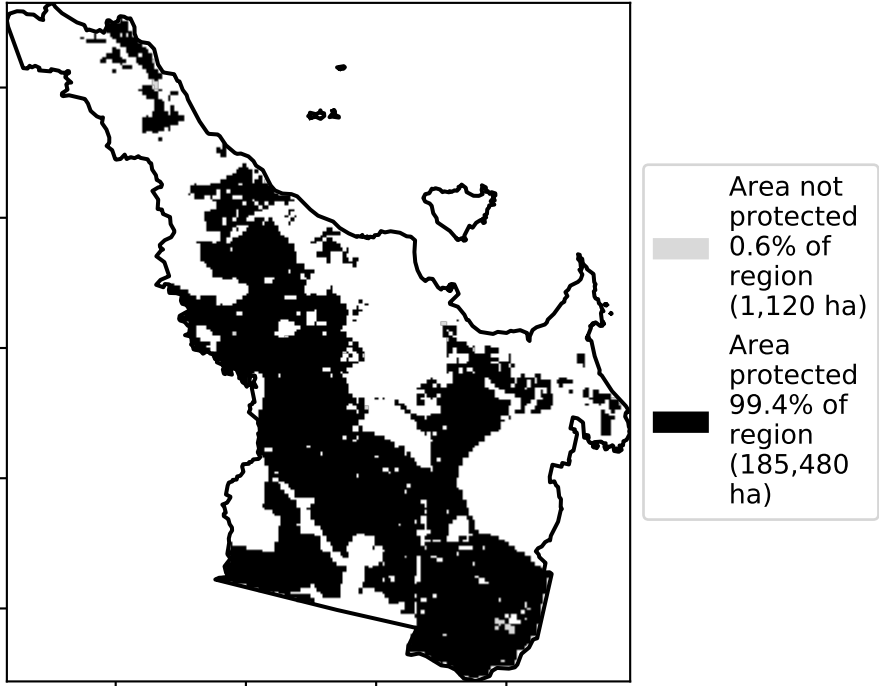 Area not
protected
0.6% of
region
(1,120 ha)
Area
protected
99.4% of
region
(185,480
ha)